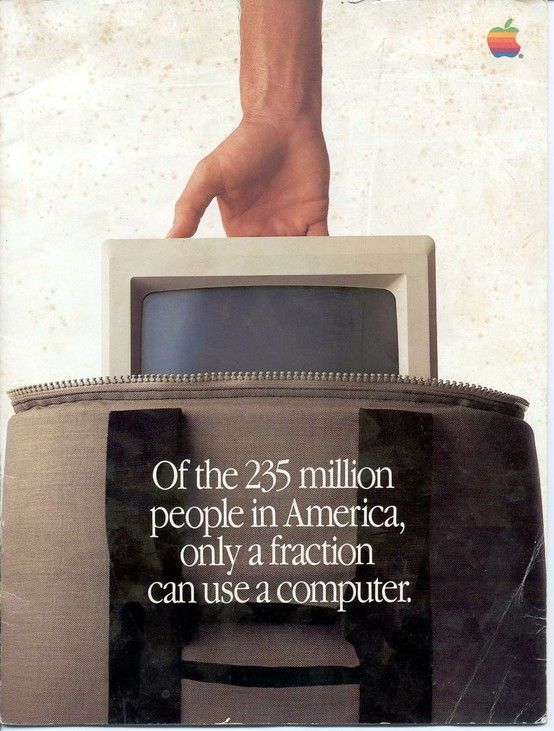 Of the 235 million
people in America,
only a fraction
can use a computer.